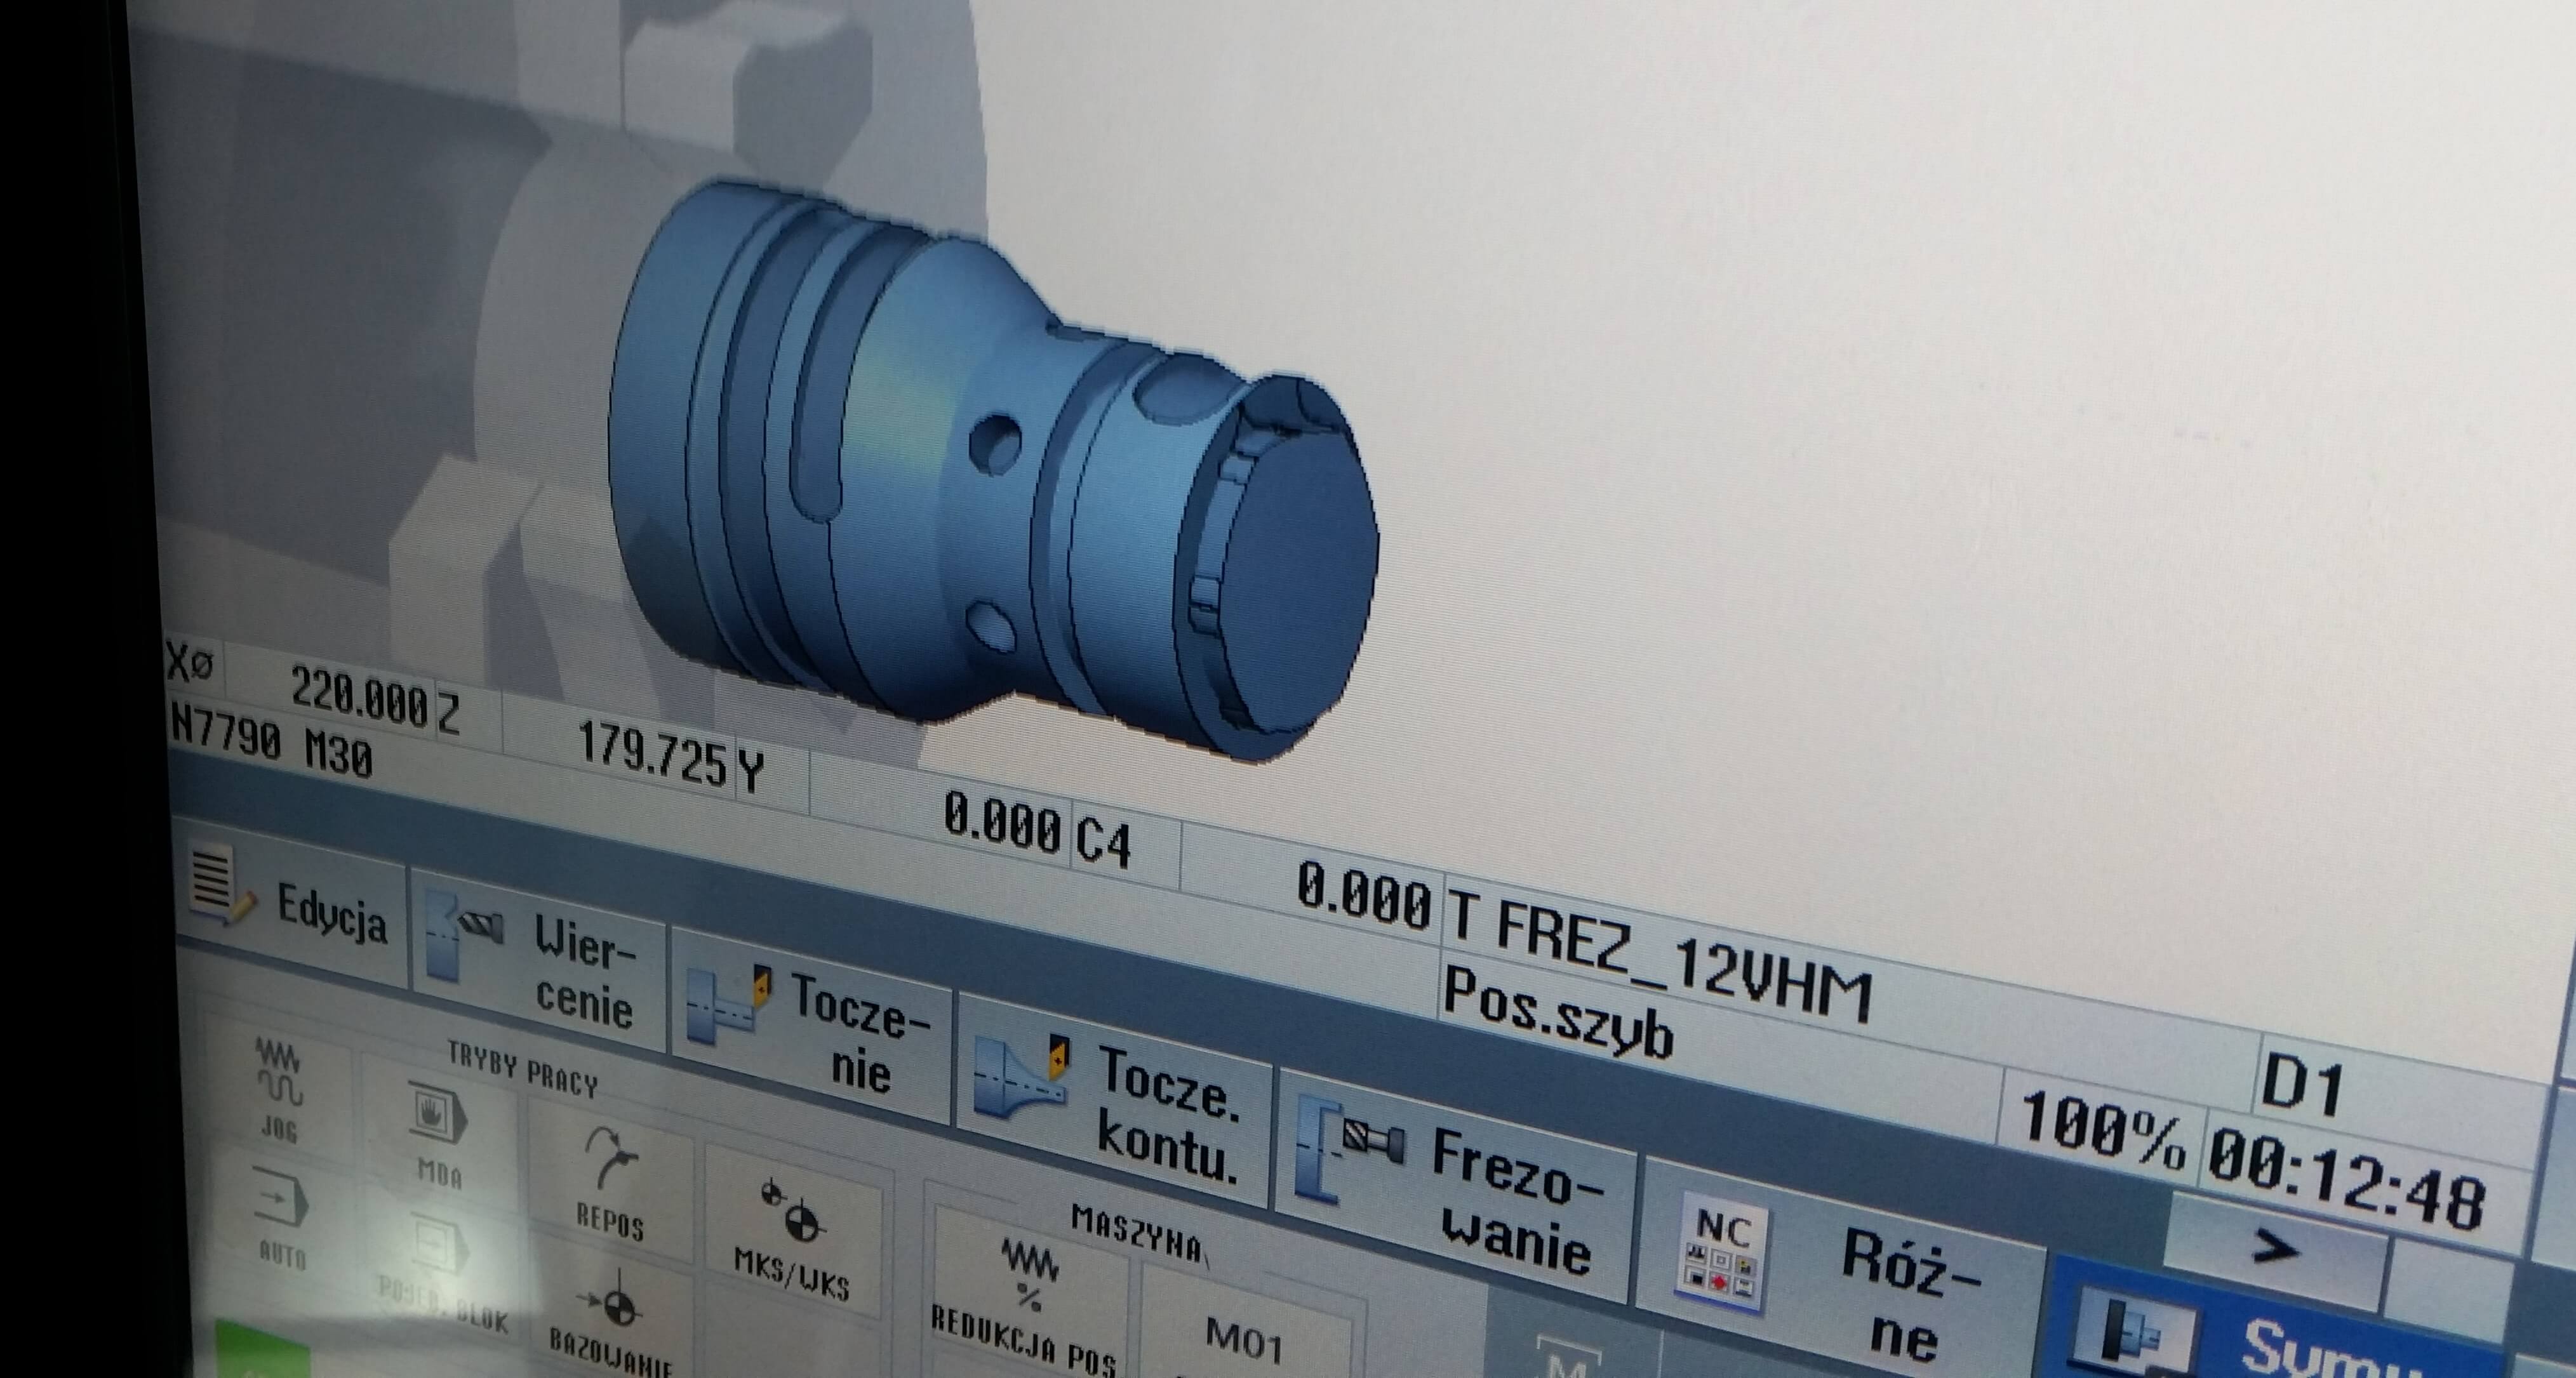 XØ 220.000 Z 179.725 Y 0.000 C4 0.000 T FREZ_12VHM D1
N7790 M30
Pos.szyb 100% 00:12:48
Edycja
Wier-
cenie
Tocze-
nie
Tocze.
kontu.
Frezo-
wanie
NC
Róż-
ne
>
TRYBY PRACY
JOG
MDA
REPOS
MKS/WKS
AUTO
POJED. BLOK
BAZOWANIE
MASZYNA
REDUKCJA POS
M01